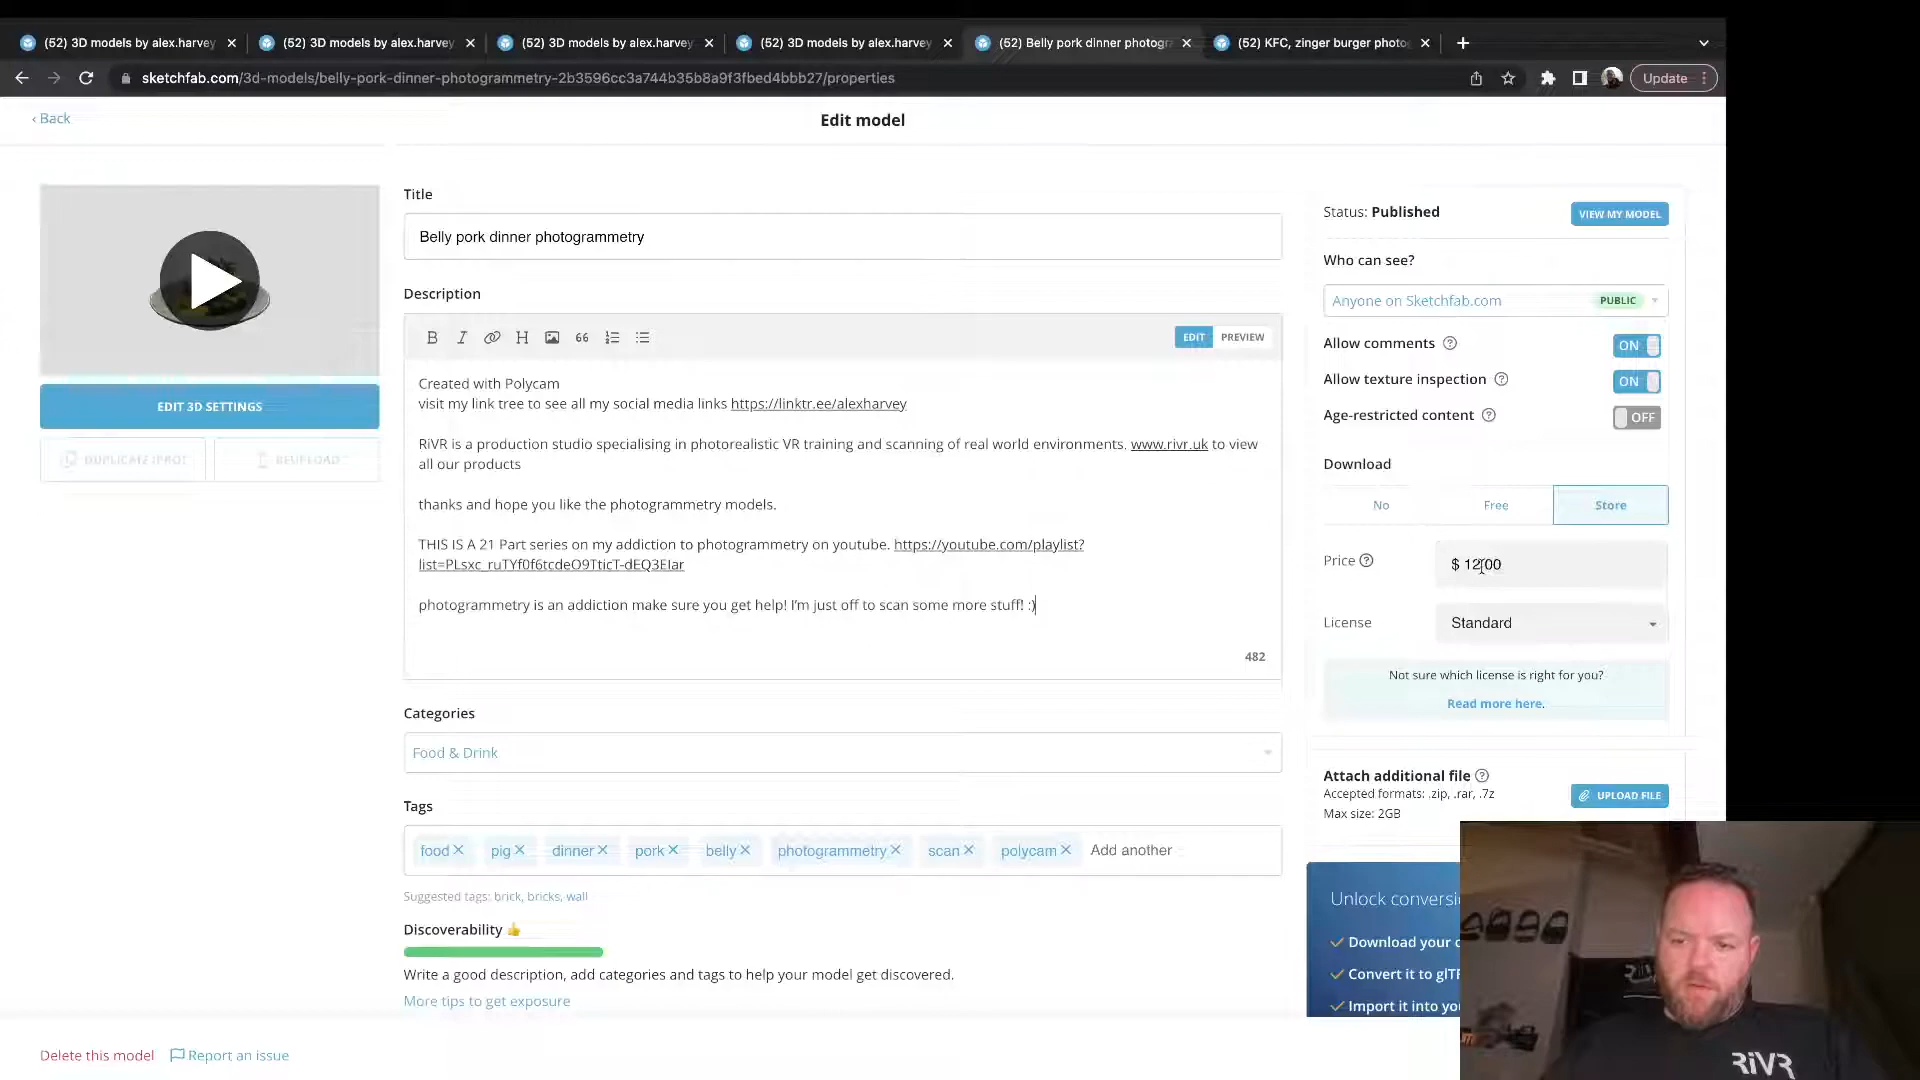 (52) 3D models by alex.harvey
(52) 3D models by alex.harvey
(52) 3D models by alex.harvey
(52) 3D models by alex.harvey
(52) Belly pork dinner photogr
(52) KFC, zinger burger photo
sketchfab.com/3d-models/belly-pork-dinner-photogrammetry-2b3596cc3a744b35b8a9f3fbed4bbb27/properties
Update
‹ Back
Edit model
EDIT 3D SETTINGS
DUPLICATE (PRO)
REUPLOAD
Title
Belly pork dinner photogrammetry
Description
B I H 66
EDIT PREVIEW
Created with Polycam
visit my link tree to see all my social media links https://linktr.ee/alexharvey
RiVR is a production studio specialising in photorealistic VR training and scanning of real world environments. www.rivr.uk to view
all our products
thanks and hope you like the photogrammetry models.
THIS IS A 21 Part series on my addiction to photogrammetry on youtube. https://youtube.com/playlist?
list=PLsxc_ruTYf0f6tcdeO9TticT-dEQ3EIar
photogrammetry is an addiction make sure you get help! I'm just off to scan some more stuff! :)
482
Categories
Food & Drink
Tags
food pig dinner pork belly photogrammetry scan polycam Add another
Suggested tags: brick, bricks, wall
Discoverability 👍
Write a good description, add categories and tags to help your model get discovered.
More tips to get exposure
Status: Published
VIEW MY MODEL
Who can see?
Anyone on Sketchfab.com PUBLIC
Allow comments ? ON
Allow texture inspection ? ON
Age-restricted content ? OFF
Download
No Free Store
Price ? $ 12.00
License Standard
Not sure which license is right for you?
Read more here.
Attach additional file ?
Accepted formats: .zip, .rar, .7z
Max size: 2GB
UPLOAD FILE
Unlock conversi
Download your
Convert it to glTF
Import it into yo
Delete this model
Report an issue
RiVR